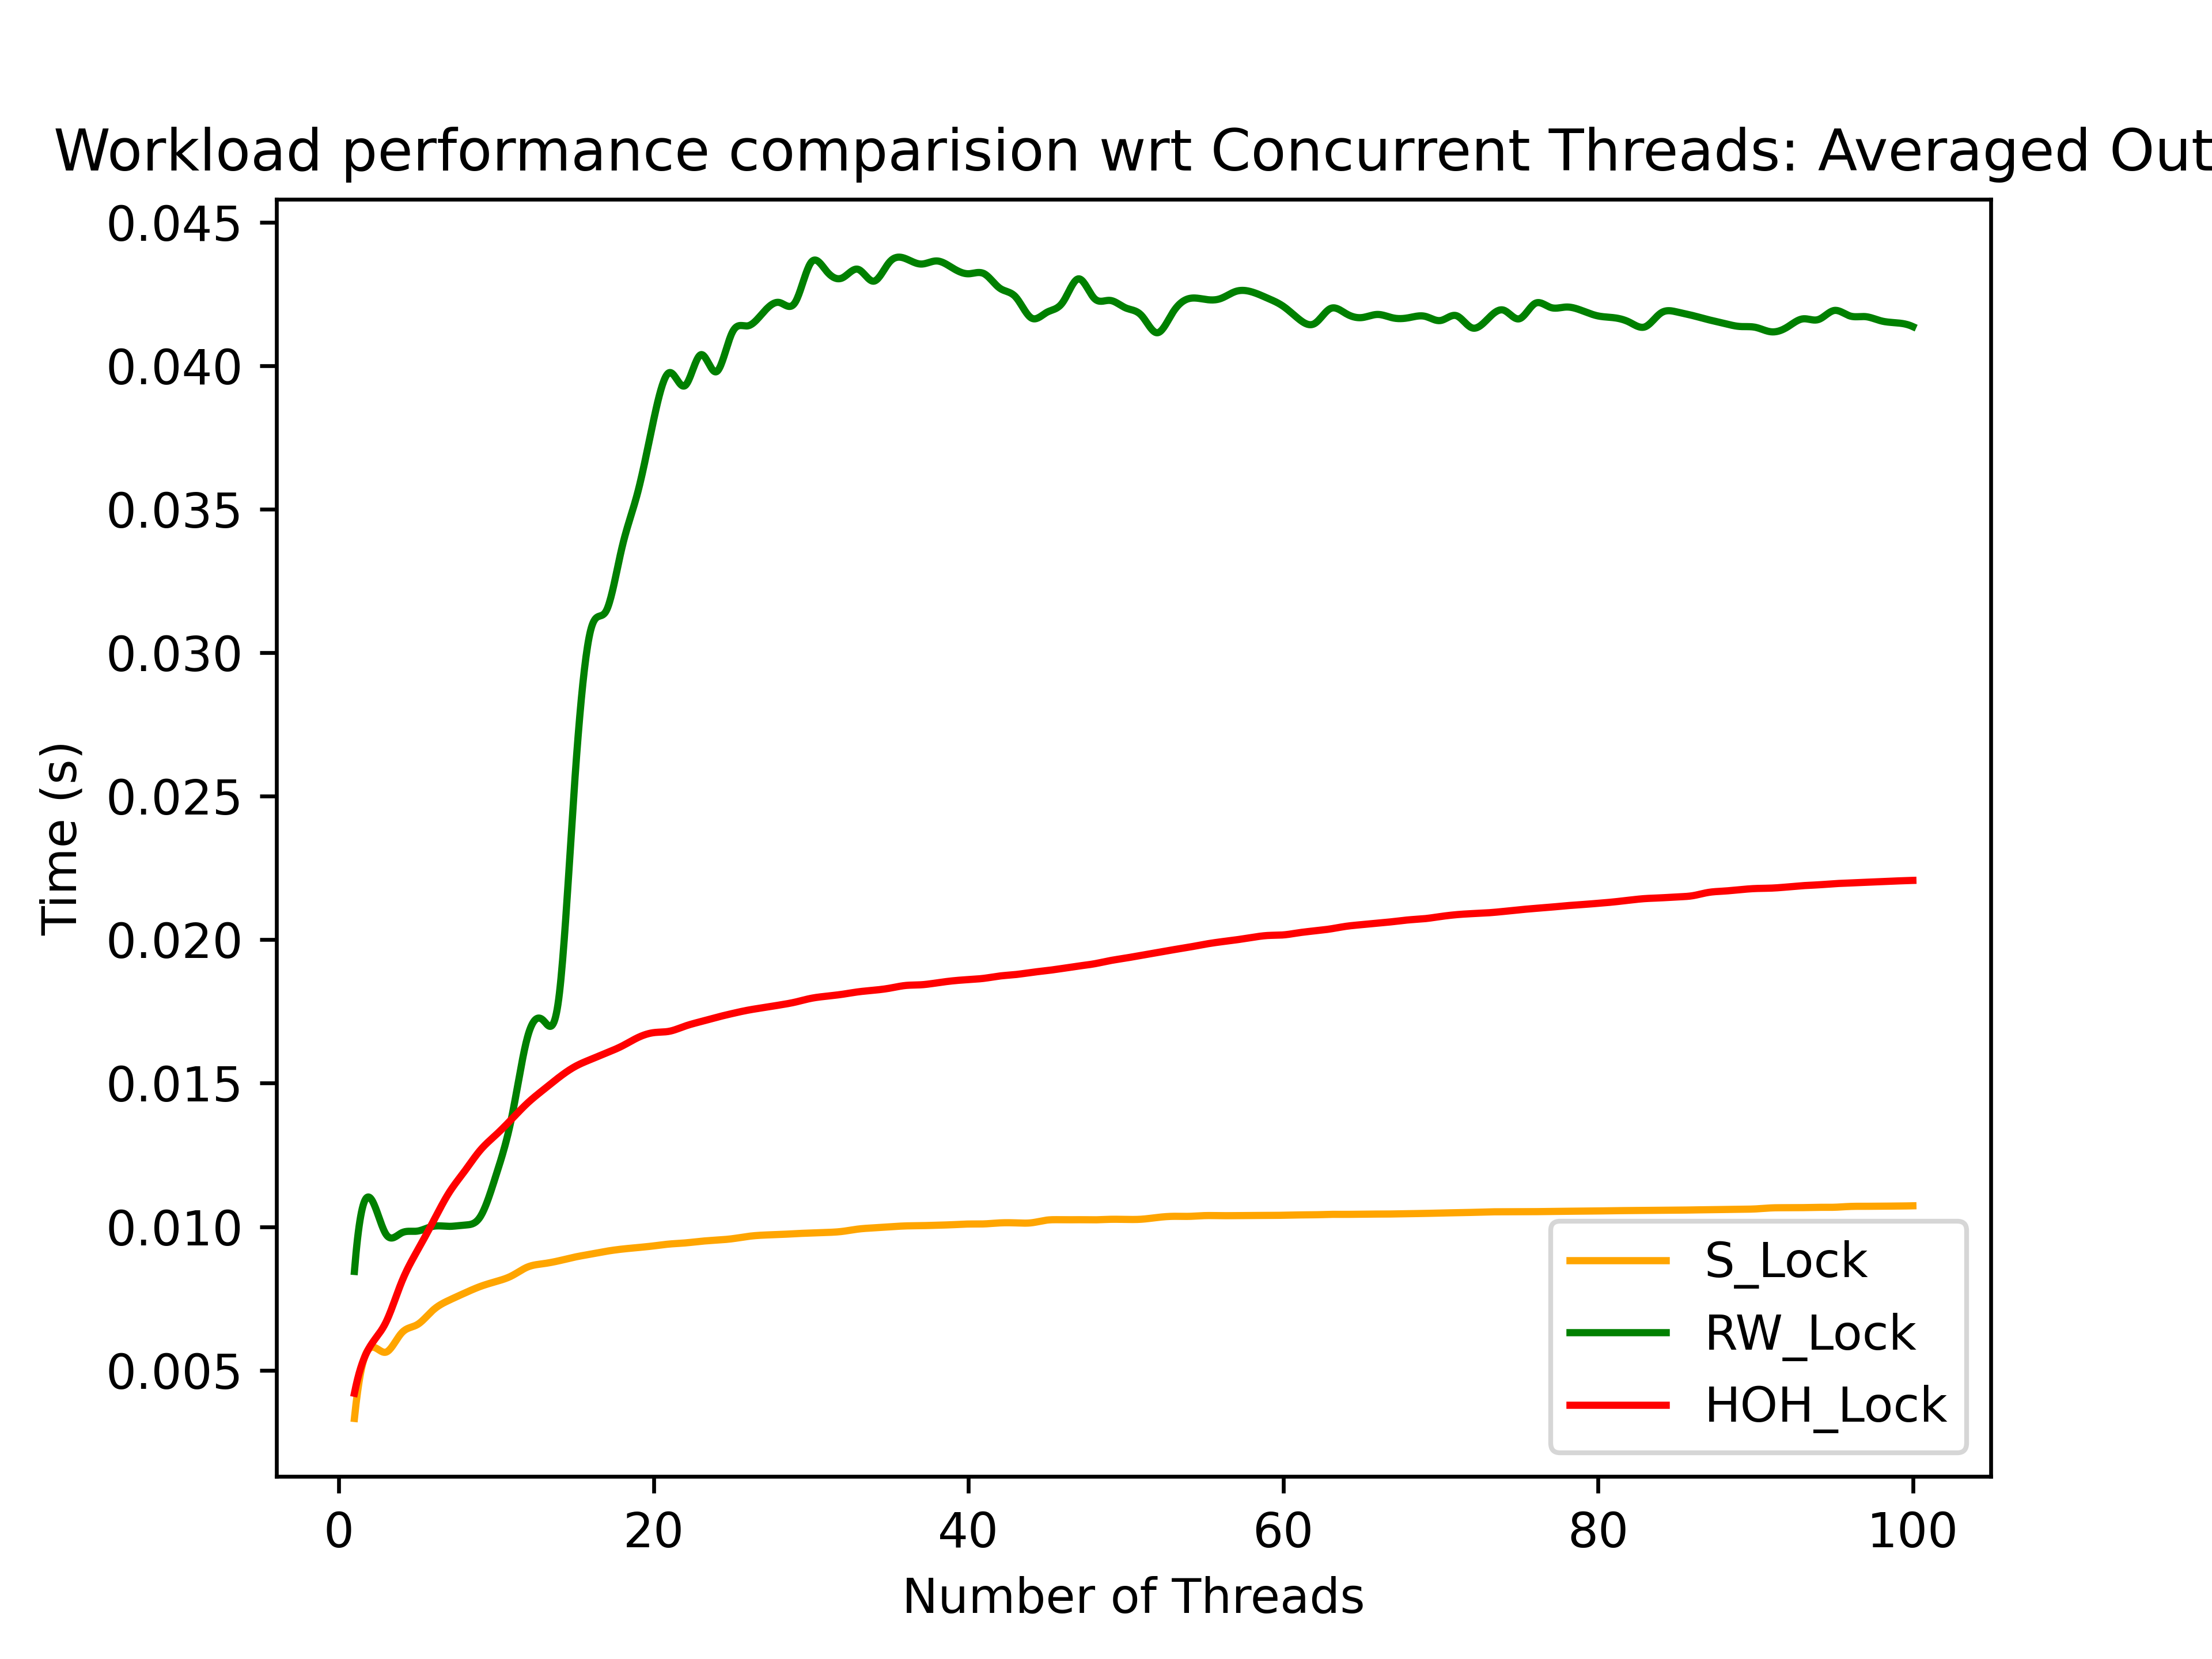 Workload performance comparision wrt Concurrent Threads: Averaged Out
0.045
0.040
0.035
0.030
0.025
0.020
0.015
0.010
0.005
Time (s)
S_Lock
RW_Lock
HOH_Lock
0 20 40 60 80 100
Number of Threads